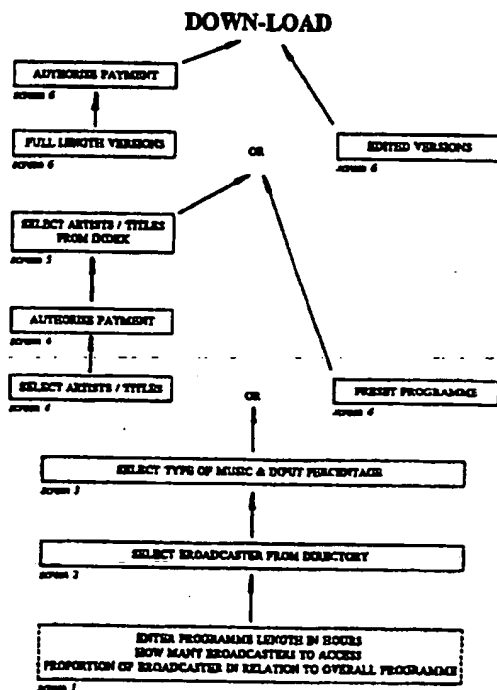 DOWN-LOAD
AUTHORISE PAYMENT
screen 6
FULL LENGTH VERSIONS
screen 6
OR
EDITED VERSIONS
screen 6
SELECT ARTISTS / TITLES
FROM INDEX
screen 5
AUTHORISE PAYMENT
screen 4
SELECT ARTISTS / TITLES
screen 4
OR
PRESET PROGRAMME
screen 4
SELECT TYPE OF MUSIC & INPUT PERCENTAGE
screen 3
SELECT BROADCASTER FROM DIRECTORY
screen 2
ENTER PROGRAMME LENGTH IN HOURS
HOW MANY BROADCASTERS TO ACCESS
PROPORTION OF BROADCASTER IN RELATION TO OVERALL PROGRAMME
screen 1